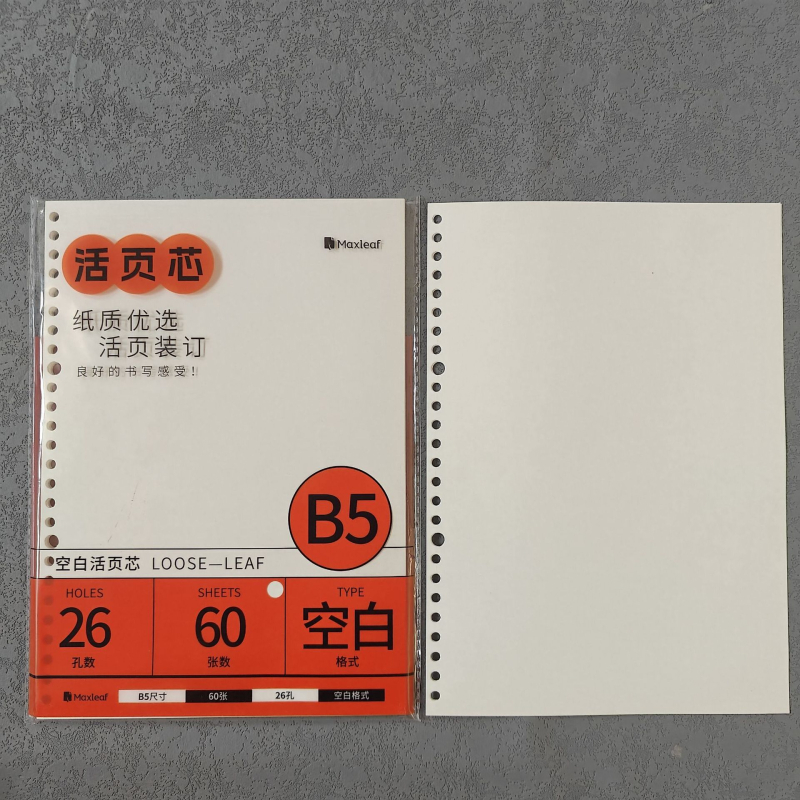 活页芯
Maxleaf
纸质优选
活页装订
良好的书写感受！
B5
空白活页芯 LOOSE—LEAF
HOLES
26
孔数
SHEETS
60
张数
TYPE
空白
格式
Maxleaf
B5尺寸
60张
26孔
空白格式